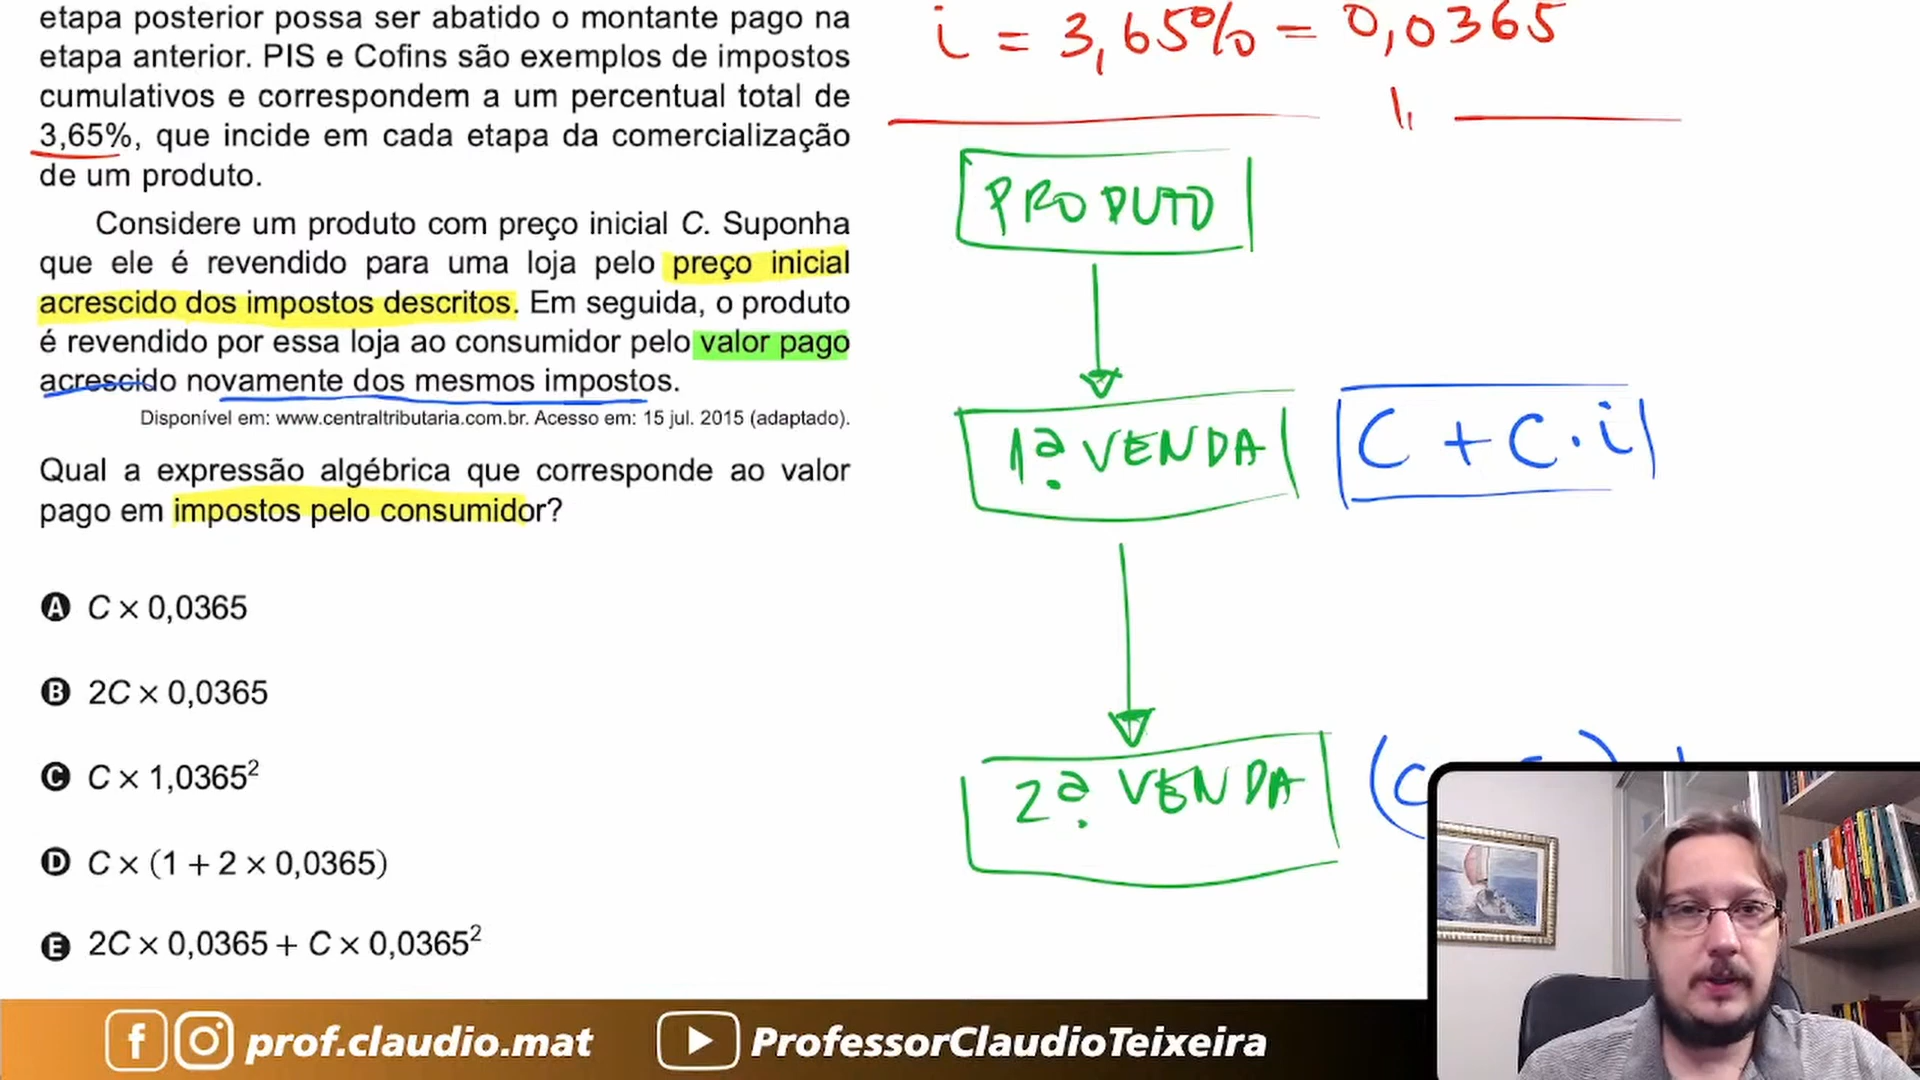 etapa posterior possa ser abatido o montante pago na
etapa anterior. PIS e Cofins são exemplos de impostos
cumulativos e correspondem a um percentual total de
3,65%, que incide em cada etapa da comercialização
de um produto.
Considere um produto com preço inicial C. Suponha
que ele é revendido para uma loja pelo preço inicial
acrescido dos impostos descritos. Em seguida, o produto
é revendido por essa loja ao consumidor pelo valor pago
acrescido novamente dos mesmos impostos.
Disponível em: www.centraltributaria.com.br. Acesso em: 15 jul. 2015 (adaptado).
Qual a expressão algébrica que corresponde ao valor
pago em impostos pelo consumidor?
A C × 0,0365
B 2C × 0,0365
C C × 1,0365²
D C × (1 + 2 × 0,0365)
E 2C × 0,0365 + C × 0,0365²
i = 3,65% = 0,0365
PRODUTO
1ª VENDA
C + C·i
2ª VENDA
(C
prof.claudio.mat
ProfessorClaudioTeixeira